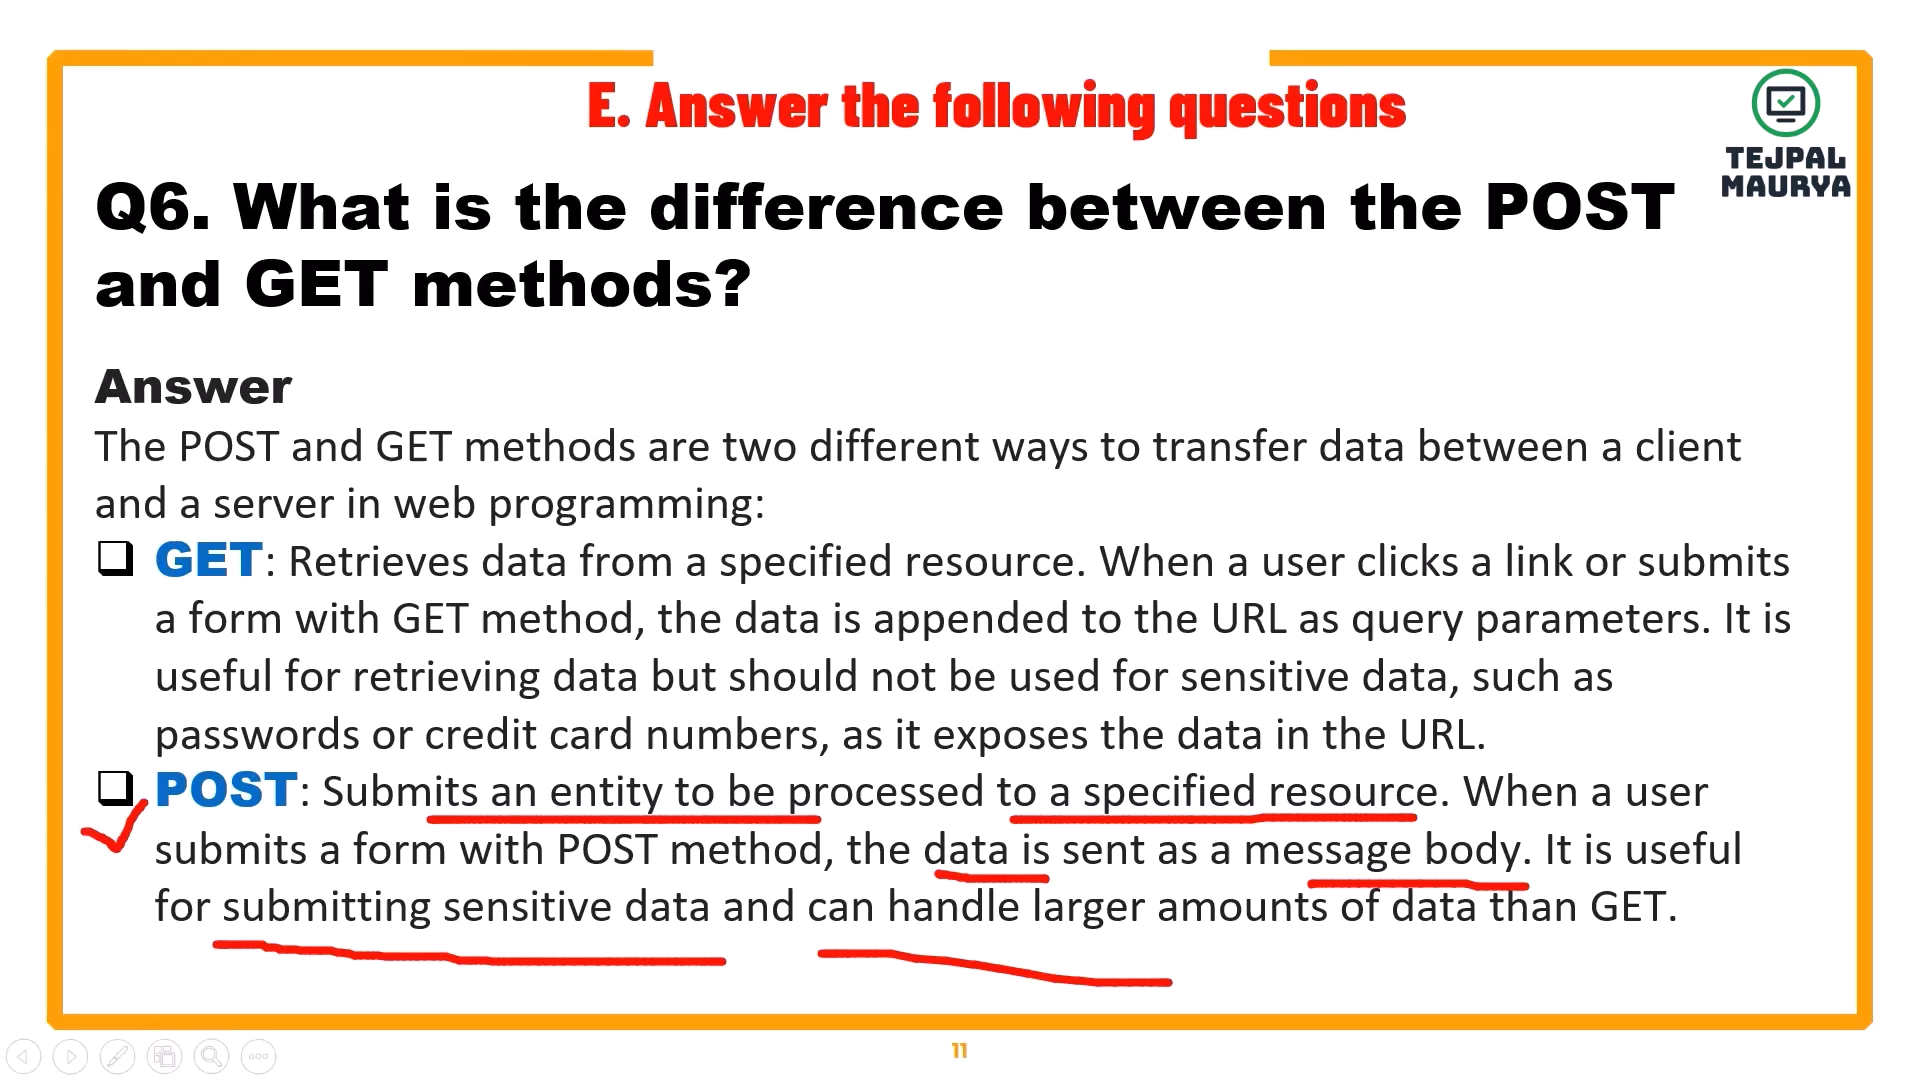 E. Answer the following questions
TEJPAL
MAURYA
Q6. What is the difference between the POST
and GET methods?
Answer
The POST and GET methods are two different ways to transfer data between a client
and a server in web programming:
GET: Retrieves data from a specified resource. When a user clicks a link or submits
a form with GET method, the data is appended to the URL as query parameters. It is
useful for retrieving data but should not be used for sensitive data, such as
passwords or credit card numbers, as it exposes the data in the URL.
POST: Submits an entity to be processed to a specified resource. When a user
submits a form with POST method, the data is sent as a message body. It is useful
for submitting sensitive data and can handle larger amounts of data than GET.
11